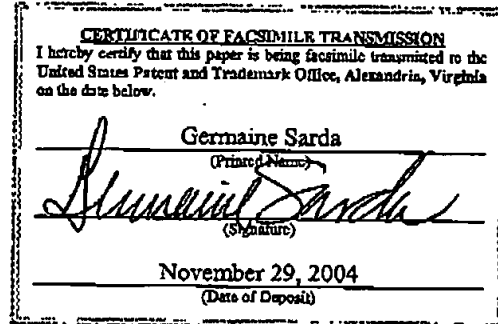 CERTIFICATE OF FACSIMILE TRANSMISSION
I hereby certify that this paper is being facsimile transmitted to the
United States Patent and Trademark Office, Alexandria, Virginia
on the date below.
Germaine Sarda
(Printed Name)
Germaine Sarda
(Signature)
November 29, 2004
(Date of Deposit)